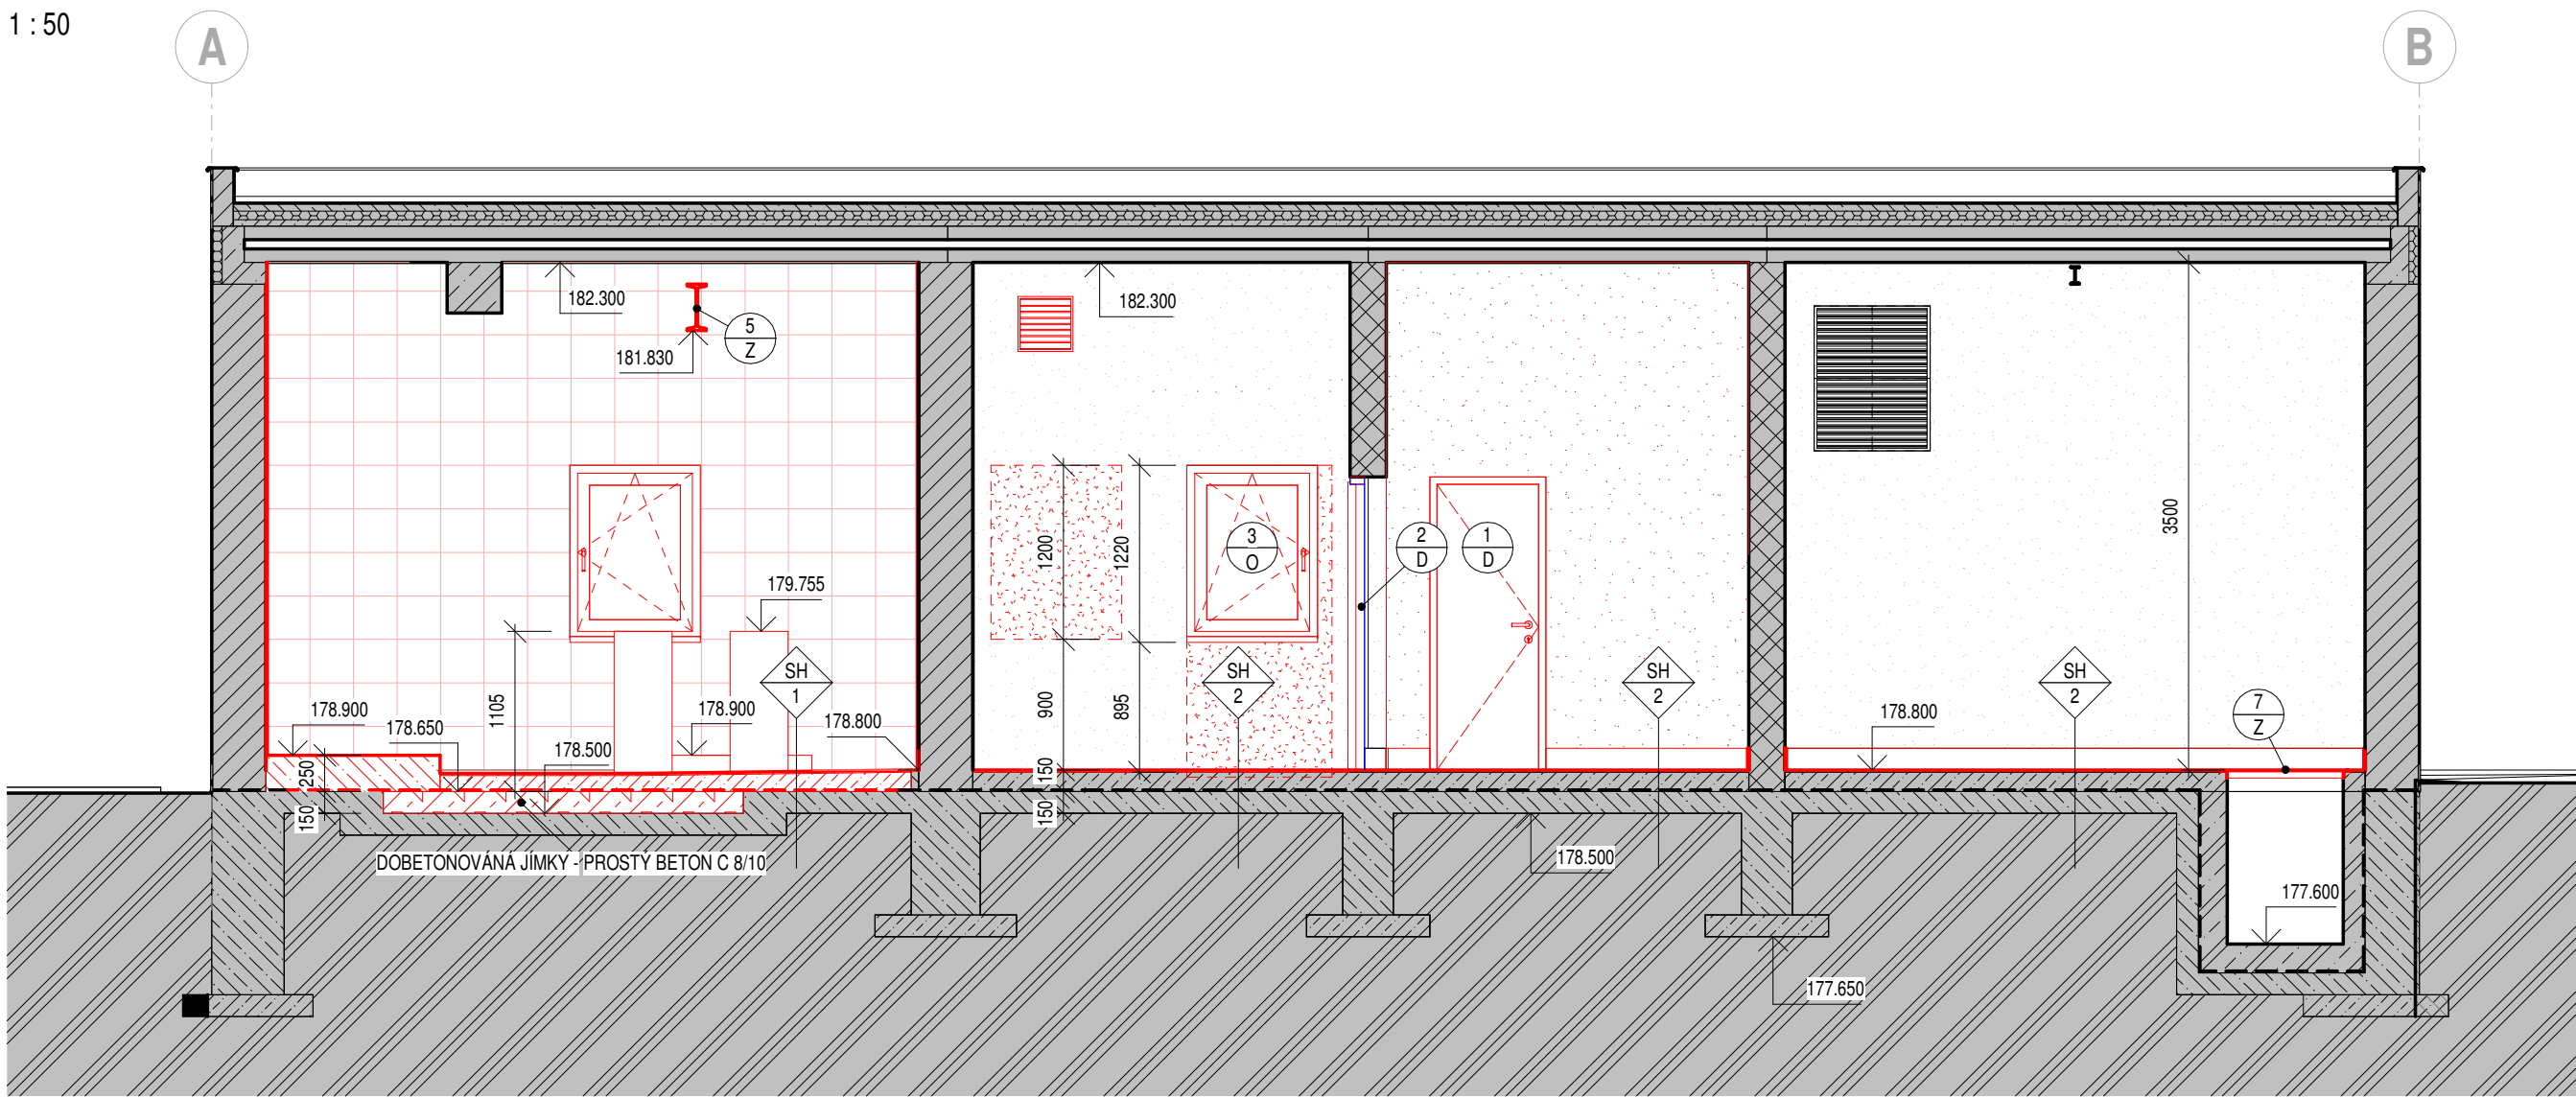 1 : 50
A
B
182.300
5
Z
181.830
182.300
3500
1200
1220
3
O
2
D
1
D
179.755
1105
SH
1
900
895
SH
2
SH
2
SH
2
178.900
178.650
178.500
178.900
178.800
178.800
7
Z
250
150
150
150
DOBETONOVÁNÁ JÍMKY - PROSTÝ BETON C 8/10
178.500
177.600
177.650